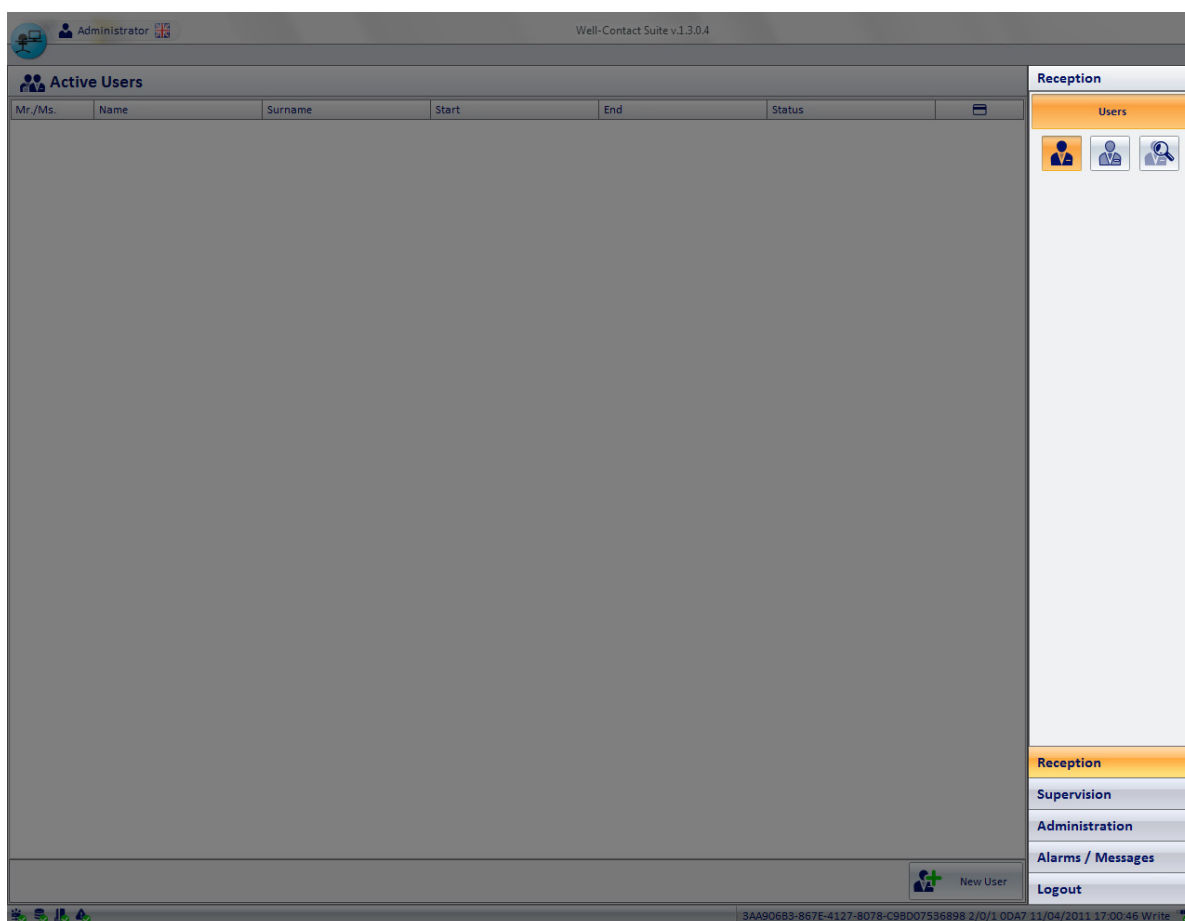 Administrator
Well-Contact Suite v.1.3.0.4
Active Users
Mr./Ms. Name Surname Start End Status
Reception
Users
Reception
Supervision
Administration
Alarms / Messages
New User
Logout
3AA906B3-867E-4127-8078-C9BD07536898 2/0/1 0DA7 11/04/2011 17:00:46 Write